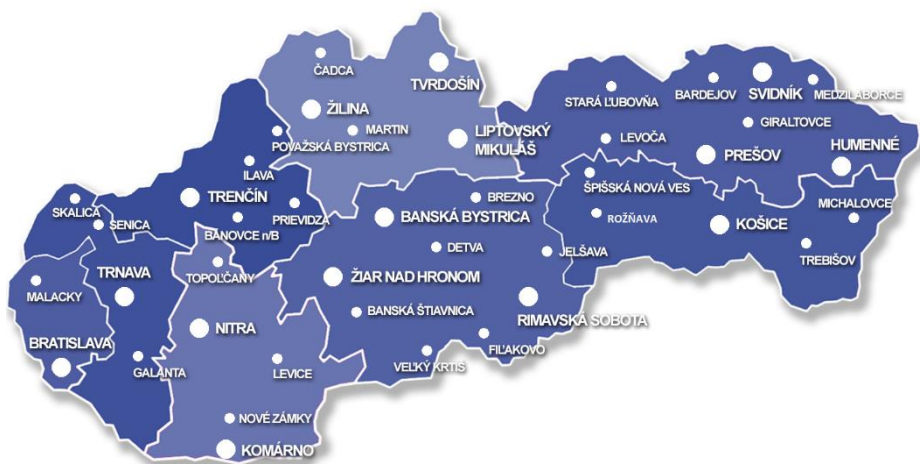 ČADCA
TVRDOŠÍN
STARÁ ĽUBOVŇA
BARDEJOV
SVIDNÍK
MEDZILABORCE
ŽILINA
MARTIN
GIRALTOVCE
POVAŽSKÁ BYSTRICA
LIPTOVSKÝ
MIKULÁŠ
LEVOČA
PREŠOV
HUMENNÉ
ILAVA
TRENČÍN
BREZNO
ŠPIŠSKÁ NOVÁ VES
SKALICA
SENICA
BÁNOVCE n/B
PRIEVIDZA
BANSKÁ BYSTRICA
ROŽŇAVA
KOŠICE
MICHALOVCE
DETVA
JELŠAVA
TREBIŠOV
TRNAVA
TOPOĽČANY
ŽIAR NAD HRONOM
MALACKY
BANSKÁ ŠTIAVNICA
RIMAVSKÁ SOBOTA
NITRA
FIĽAKOVO
BRATISLAVA
GALANTA
LEVICE
VEĽKÝ KRTÍŠ
NOVÉ ZÁMKY
KOMÁRNO